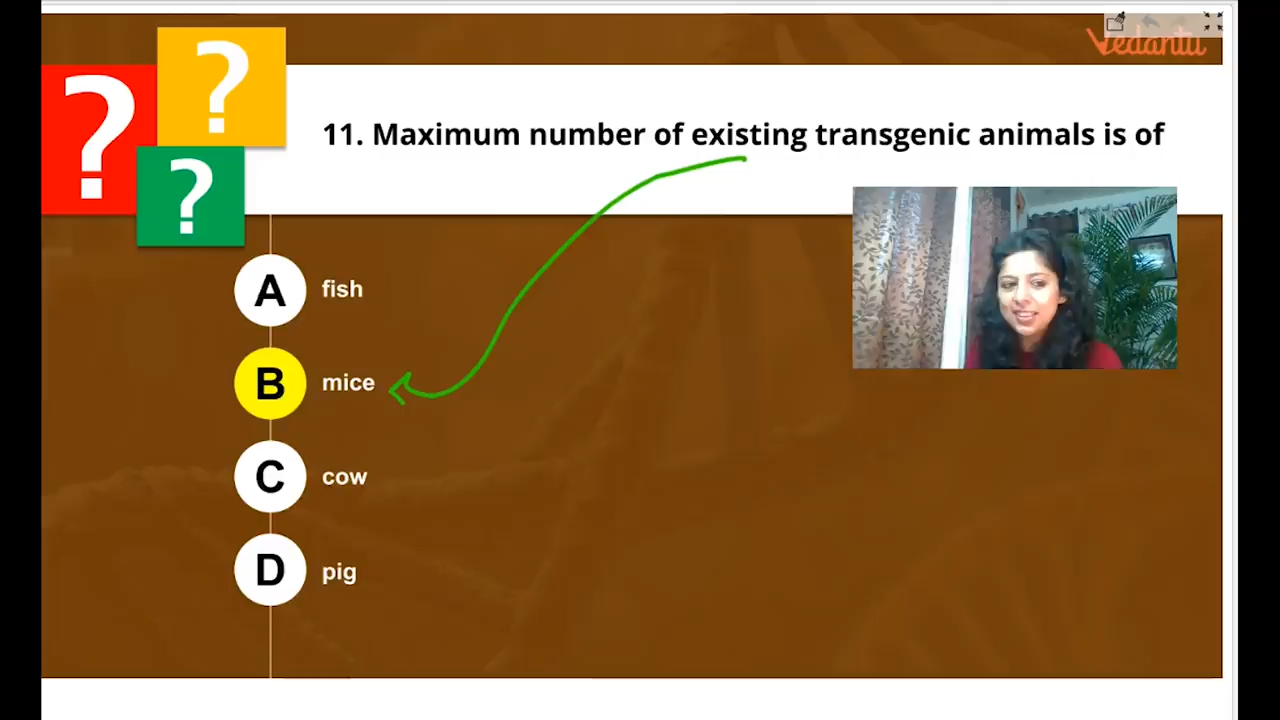 Vedantu
?
?
?
11. Maximum number of existing transgenic animals is of
A fish
B mice
C cow
D pig